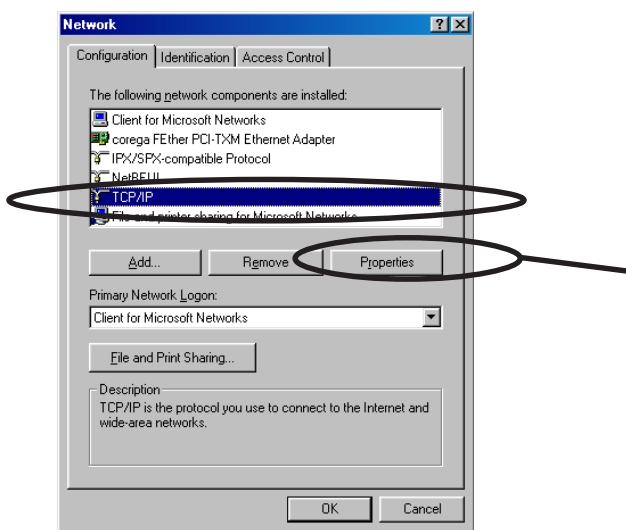 Network
Configuration Identification Access Control
The following network components are installed:
Client for Microsoft Networks
corega FEther PCI-TXM Ethernet Adapter
IPX/SPX-compatible Protocol
NetBEUI
TCP/IP
File and printer sharing for Microsoft Networks
Add... Remove Properties
Primary Network Logon:
Client for Microsoft Networks
File and Print Sharing...
Description
TCP/IP is the protocol you use to connect to the Internet and
wide-area networks.
OK Cancel